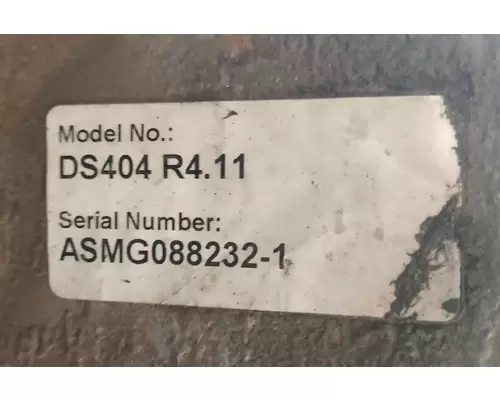 Model No.:
DS404 R4.11
Serial Number:
ASMG088232-1